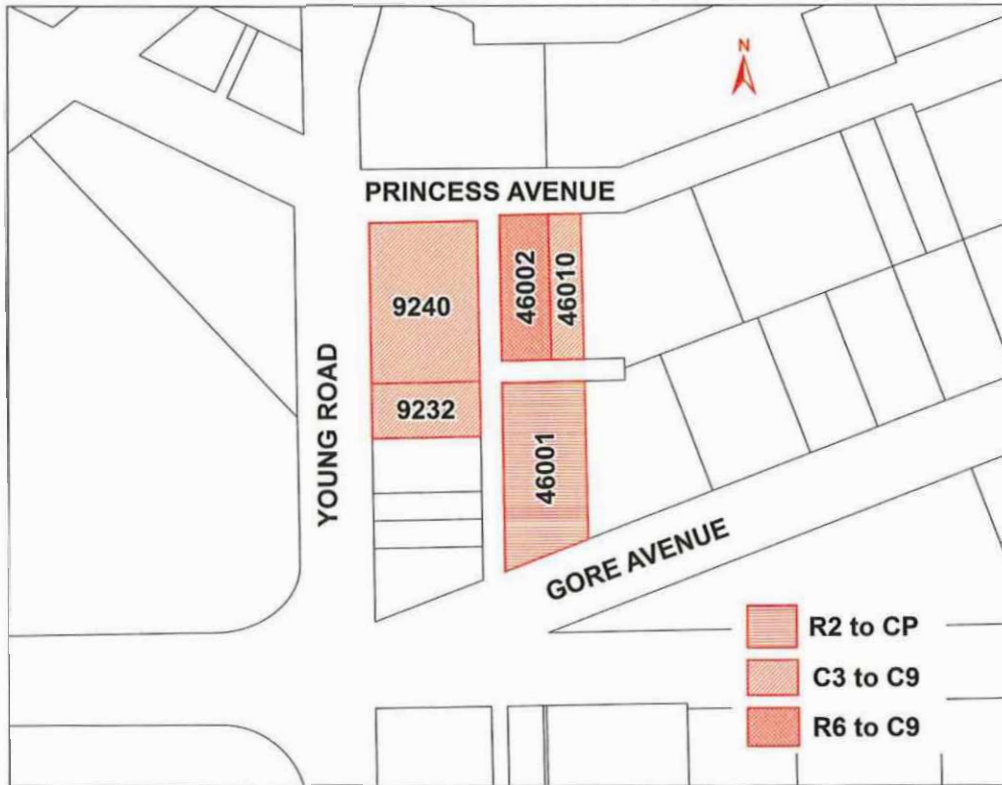 N
PRINCESS AVENUE
9240
46002
46010
9232
YOUNG ROAD
46001
GORE AVENUE
R2 to CP
C3 to C9
R6 to C9